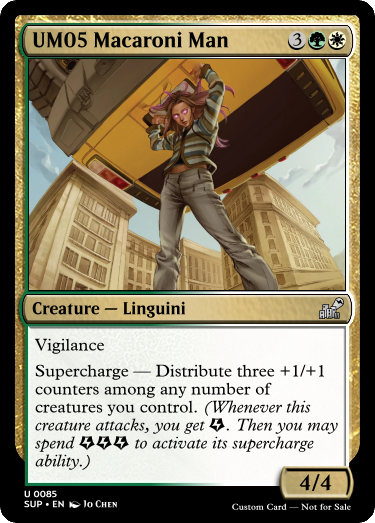 UM05 Macaroni Man 3
Creature — Linguini
Vigilance
Supercharge — Distribute three +1/+1
counters among any number of
creatures you control. (Whenever this
creature attacks, you get . Then you may
spend to activate its supercharge
ability.)
4/4
U 0085
SUP • EN Jo Chen
Custom Card — Not for Sale